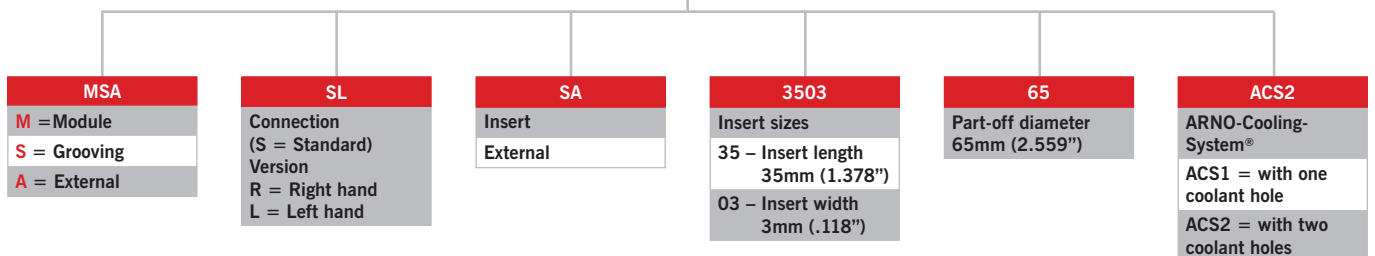 MSA
M =Module
S = Grooving
A = External
SL
Connection
(S = Standard)
Version
R = Right hand
L = Left hand
SA
Insert
External
3503
Insert sizes
35 – Insert length
35mm (1.378”)
03 – Insert width
3mm (.118”)
65
Part-off diameter
65mm (2.559”)
ACS2
ARNO-Cooling-
System®
ACS1 = with one
coolant hole
ACS2 = with two
coolant holes